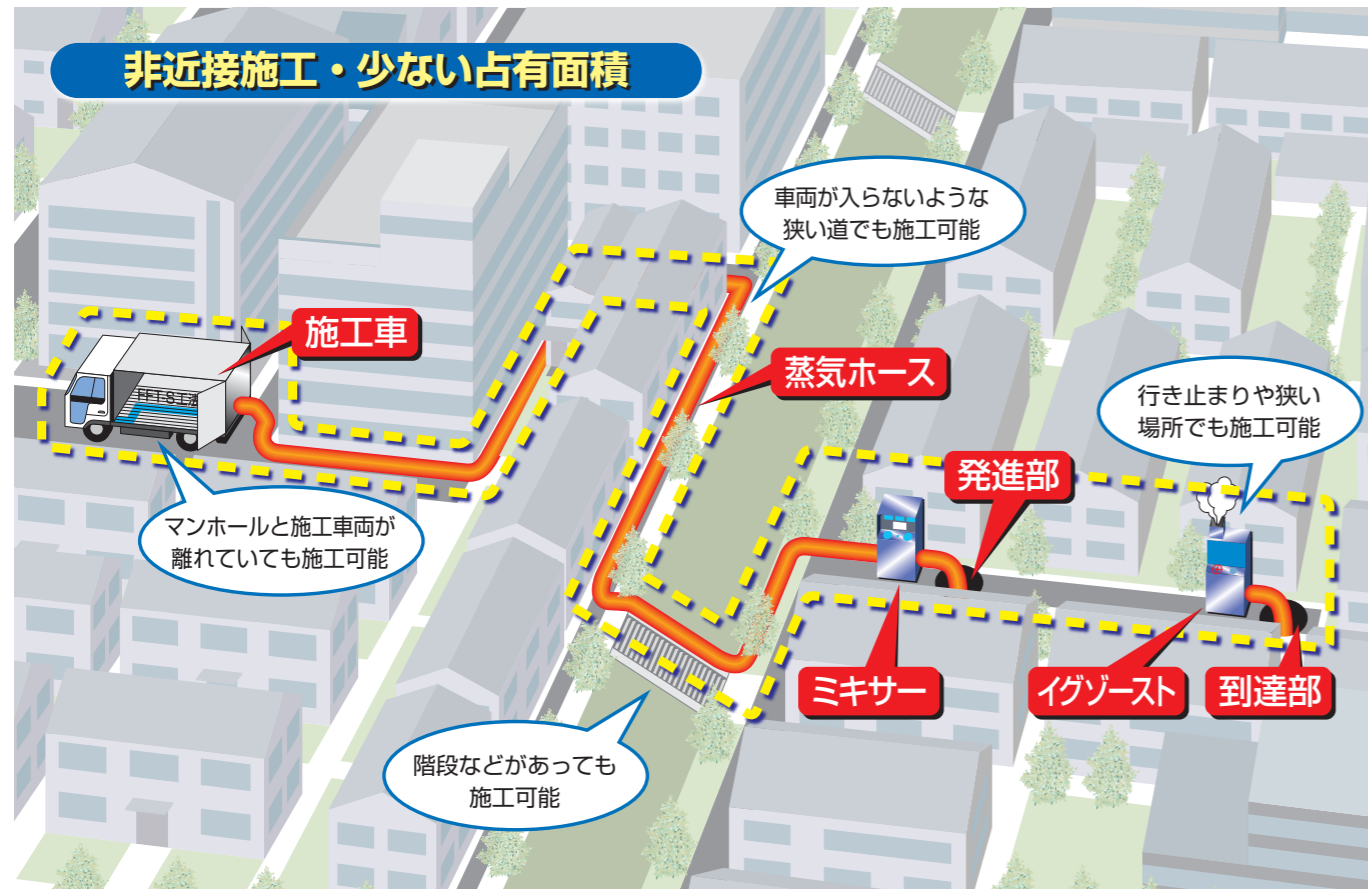 非近接施工・少ない占有面積
車両が入らないような
狭い道でも施工可能
施工車
蒸気ホース
行き止まりや狭い
場所でも施工可能
発進部
マンホールと施工車両が
離れていても施工可能
ミキサー
イグゾースト
到達部
階段などがあっても
施工可能